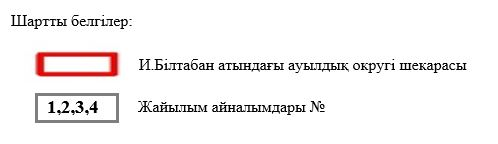 Шартты белгілер:
И.Білтабан атындағы ауылдық округі шекарасы
1,2,3,4 Жайылым айналымдары №